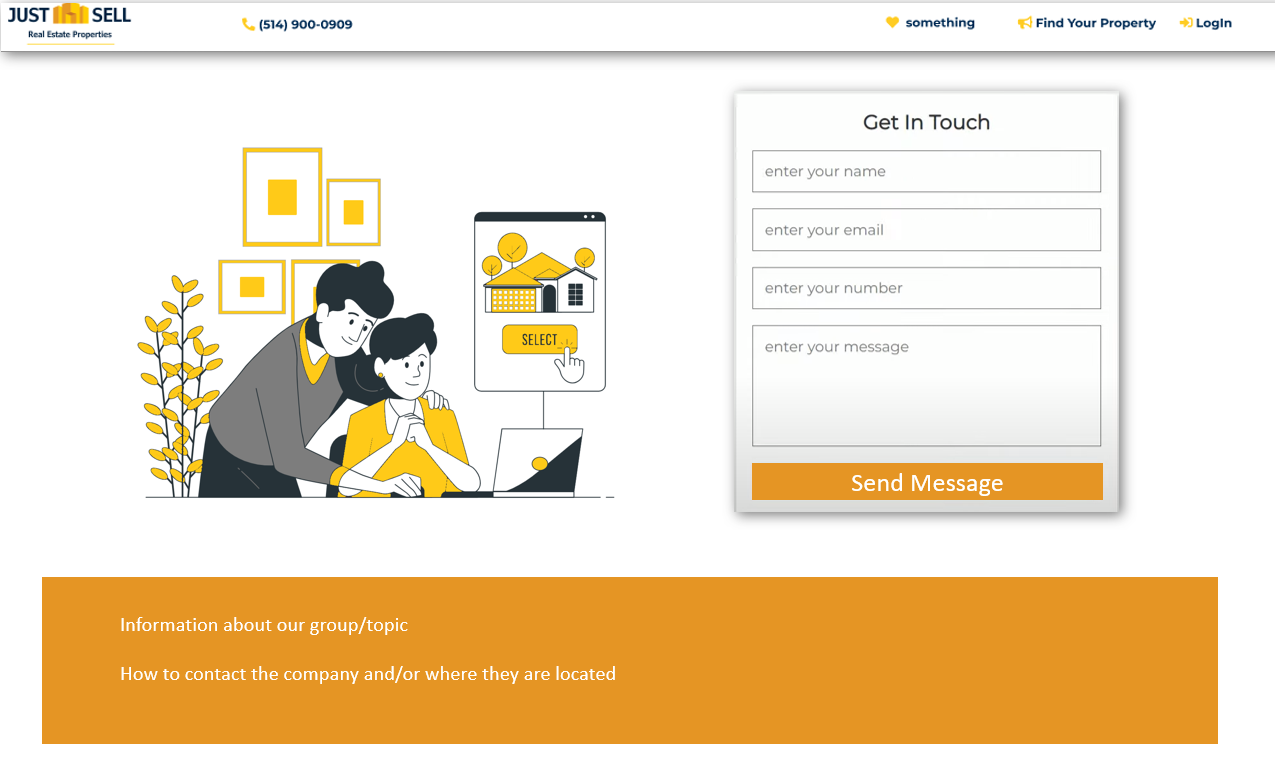 JUST SELL
Real Estate Properties
(514) 900-0909
something
Find Your Property
LogIn
Get In Touch
enter your name
enter your email
enter your number
enter your message
Send Message
SELECT
Information about our group/topic
How to contact the company and/or where they are located